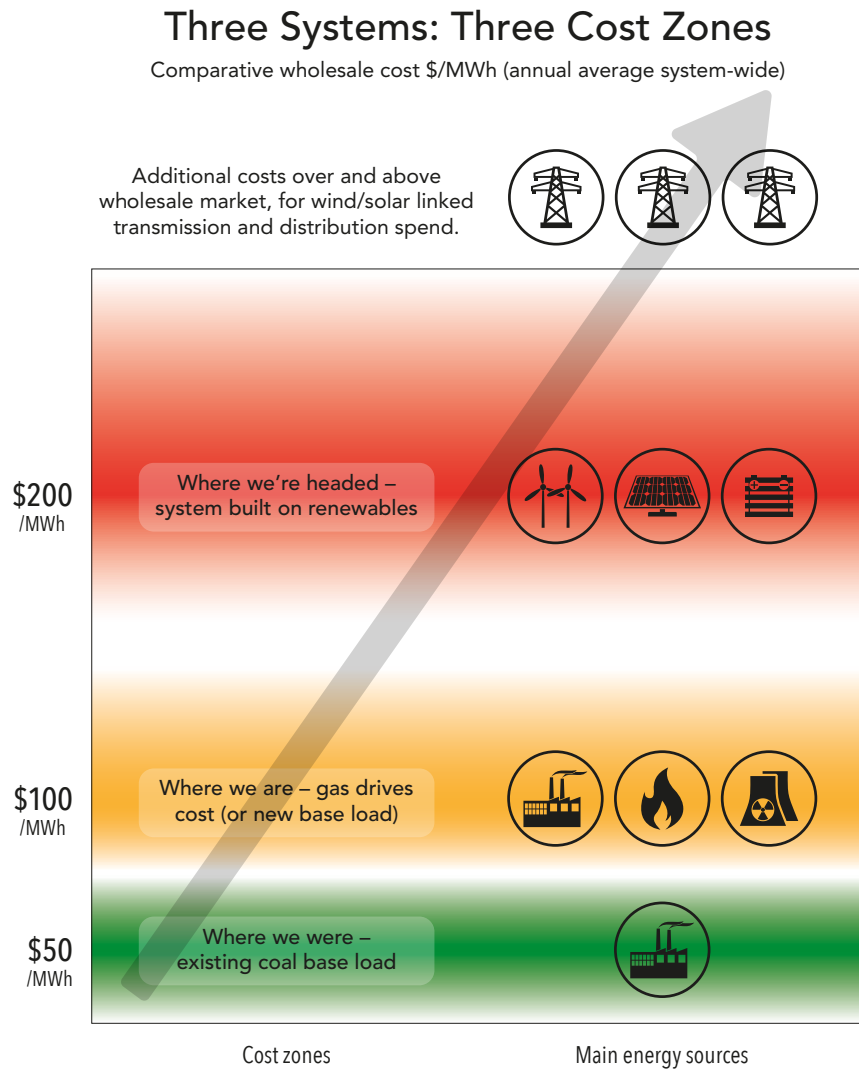 Three Systems: Three Cost Zones
Comparative wholesale cost $/MWh (annual average system-wide)
Additional costs over and above
wholesale market, for wind/solar linked
transmission and distribution spend.
$200
/MWh
Where we’re headed –
system built on renewables
$100
/MWh
Where we are – gas drives
cost (or new base load)
$50
/MWh
Where we were –
existing coal base load
Cost zones
Main energy sources